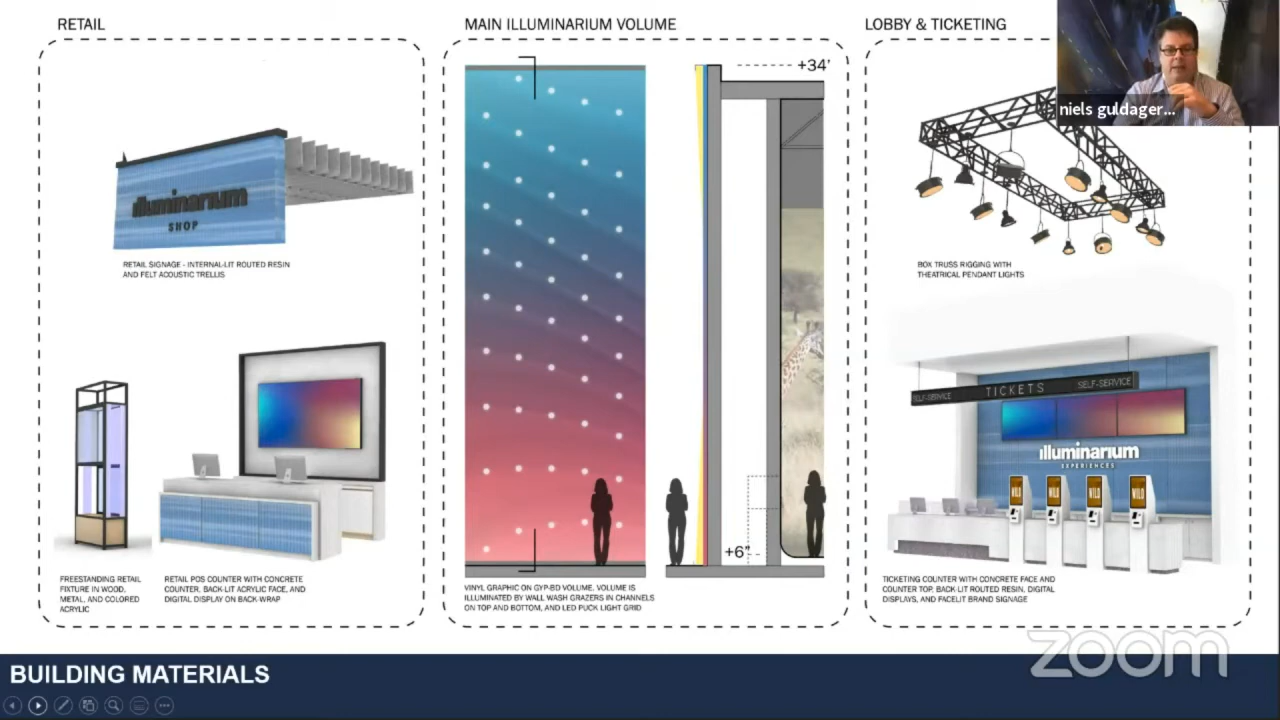 RETAIL
illuminarium
SHOP
RETAIL SIGNAGE - INTERNAL-LIT ROUTED RESIN
AND FELT ACOUSTIC TRELLIS
FREESTANDING RETAIL
FIXTURE IN WOOD,
METAL, AND COLORED
ACRYLIC
RETAIL POS COUNTER WITH CONCRETE
COUNTER, BACK-LIT ACRYLIC FACE, AND
DIGITAL DISPLAY ON BACK-WRAP
MAIN ILLUMINARIUM VOLUME
+34'
+6"
VINYL GRAPHIC ON GYP-BD VOLUME, VOLUME IS
ILLUMINATED BY WALL WASH GRAZERS IN CHANNELS
ON TOP AND BOTTOM, AND LED PUCK LIGHT GRID
LOBBY & TICKETING
niels guldager...
BOX TRUSS RIGGING WITH
THEATRICAL PENDANT LIGHTS
SELF-SERVICE TICKETS SELF-SERVICE
illuminarium
EXPERIENCES
WILD WILD WILD WILD
TICKETING COUNTER WITH CONCRETE FACE AND
COUNTER TOP, BACK-LIT ROUTED RESIN, DIGITAL
DISPLAYS, AND FACELIT BRAND SIGNAGE
zoom
BUILDING MATERIALS